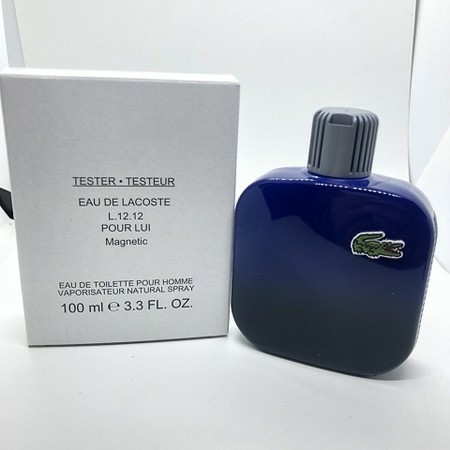 TESTER • TESTEUR
EAU DE LACOSTE
L.12.12
POUR LUI
Magnetic
EAU DE TOILETTE POUR HOMME
VAPORISATEUR NATURAL SPRAY
100 ml ℮ 3.3 FL. OZ.